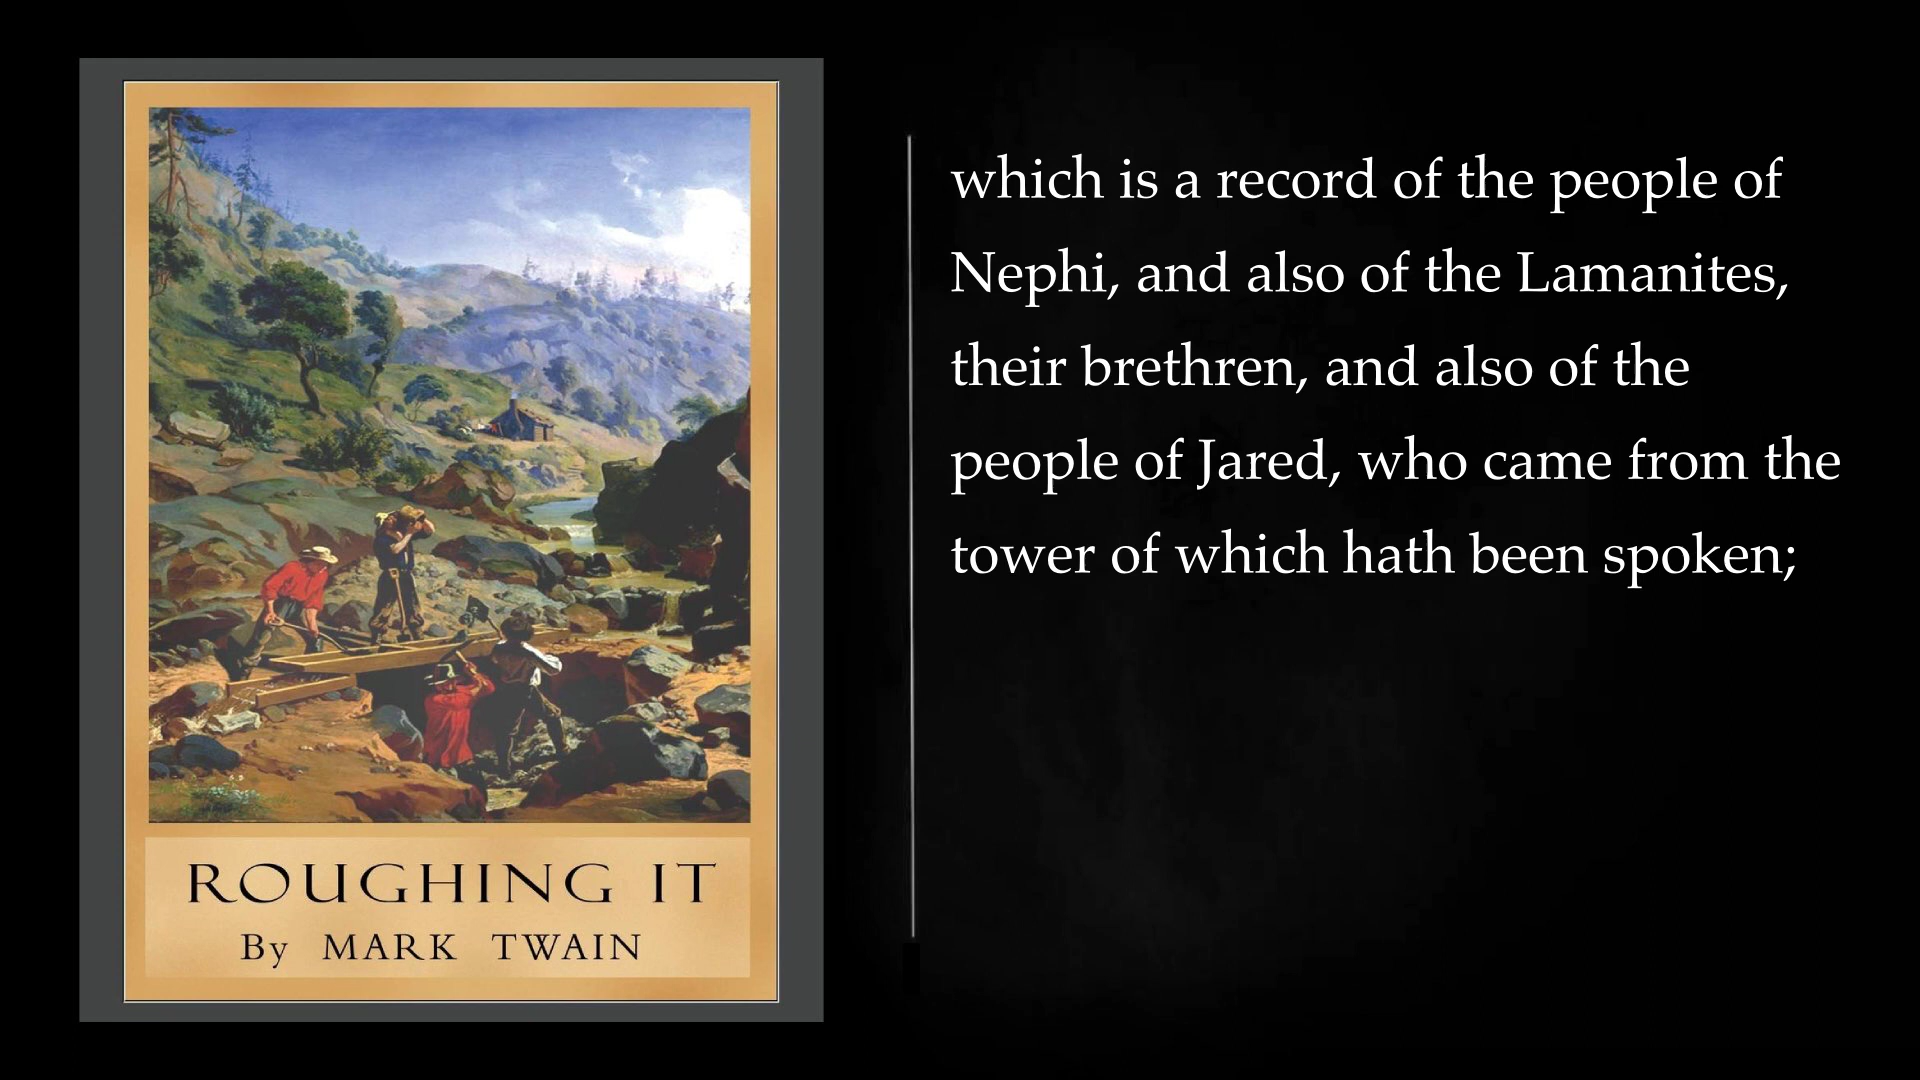 ROUGHING IT
By MARK TWAIN
which is a record of the people of
Nephi, and also of the Lamanites,
their brethren, and also of the
people of Jared, who came from the
tower of which hath been spoken;